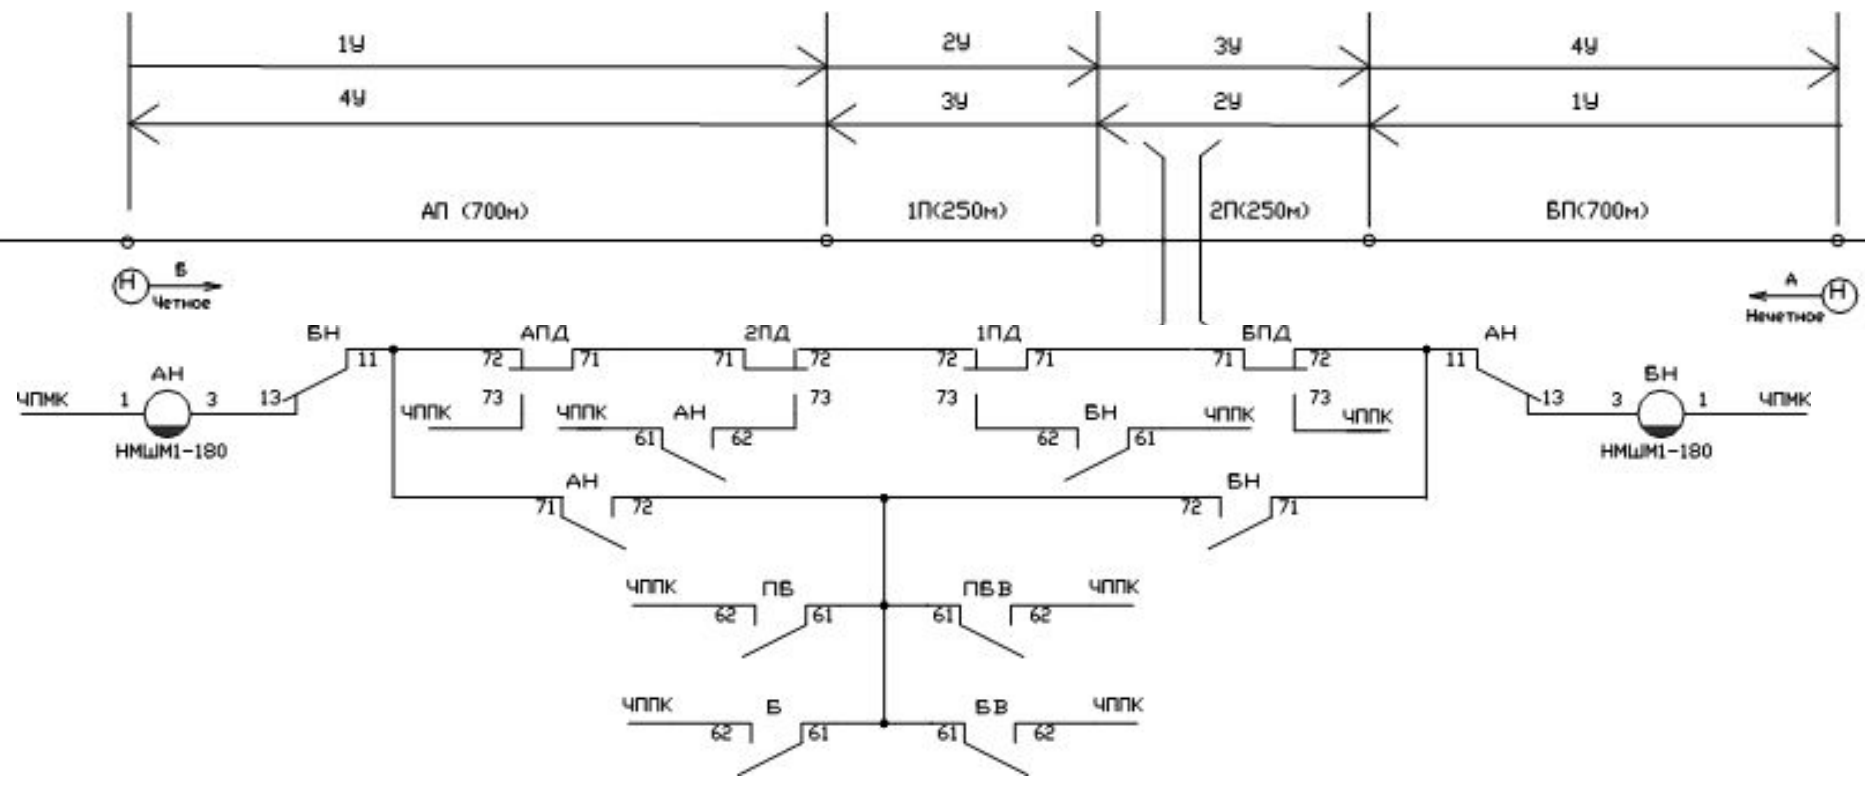 1У 2У 3У 4У
4У 3У 2У 1У
АП (700м) 1П(250м) 2П(250м) БП(700м)
Н Б Четное А Н Нечетное
БН АПД 2ПД 1ПД БПД АН
11 72 71 71 72 72 71 71 72 11
АН БН
ЧПМК 1 3 13 73 73 73 73 13 3 1 ЧПМК
ЧППК ЧППК АН БН ЧППК ЧППК
61 62 62 61
НМШМ1-180 НМШМ1-180
АН БН
71 72 72 71
ЧППК ПБ ПБВ ЧППК
62 61 61 62
ЧППК Б БВ ЧППК
62 61 61 62